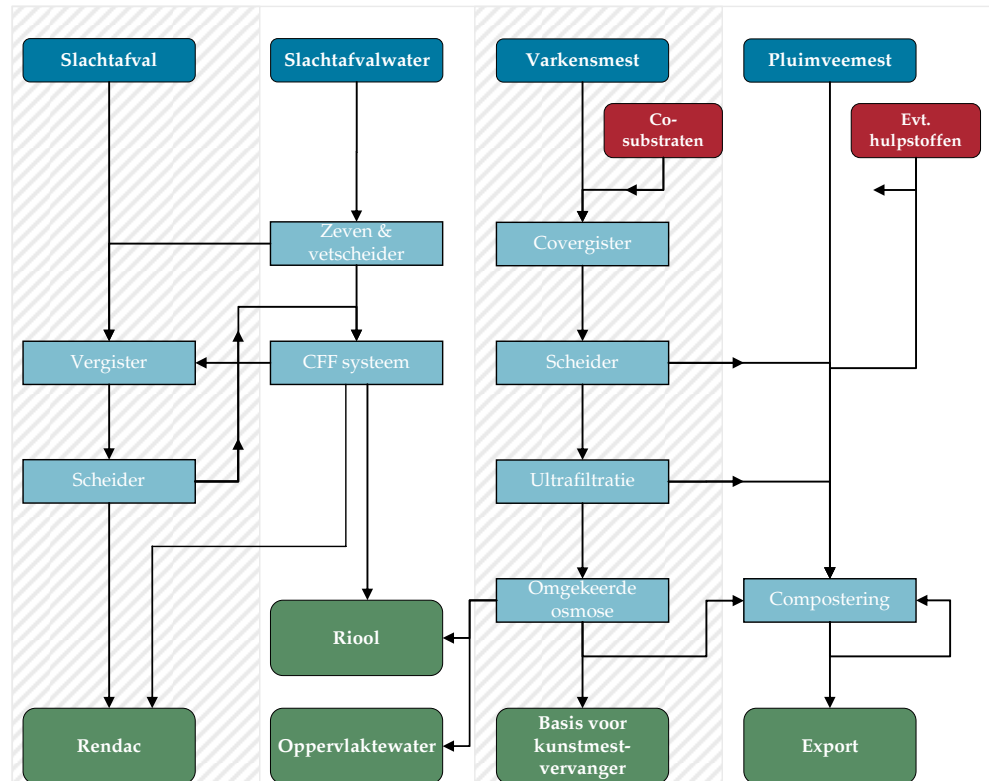 Slachtafval
Slachtafvalwater
Varkensmest
Pluimveemest
Co-
substraten
Evt.
hulpstoffen
Zeven &
vetscheider
Covergister
Vergister
CFF systeem
Scheider
Scheider
Ultrafiltratie
Omgekeerde
osmose
Compostering
Riool
Rendac
Oppervlaktewater
Basis voor
kunstmest-
vervanger
Export